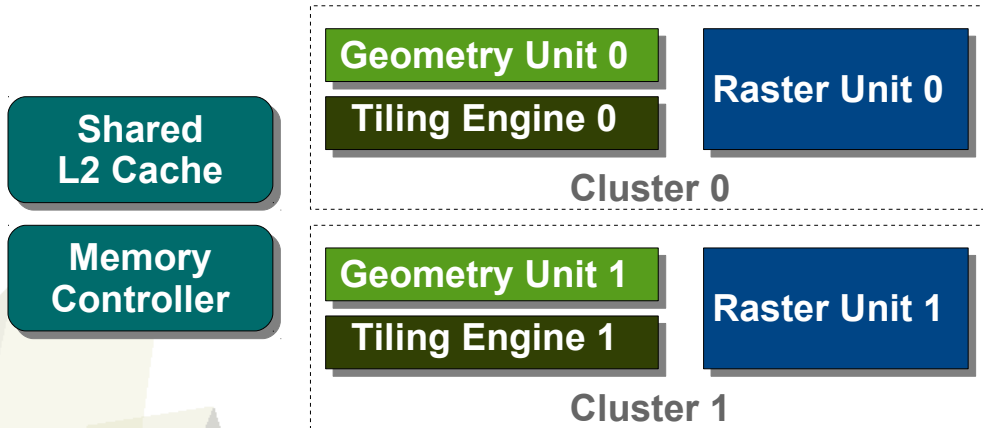 Geometry Unit 0
Tiling Engine 0
Raster Unit 0
Cluster 0
Shared
L2 Cache
Memory
Controller
Geometry Unit 1
Tiling Engine 1
Raster Unit 1
Cluster 1